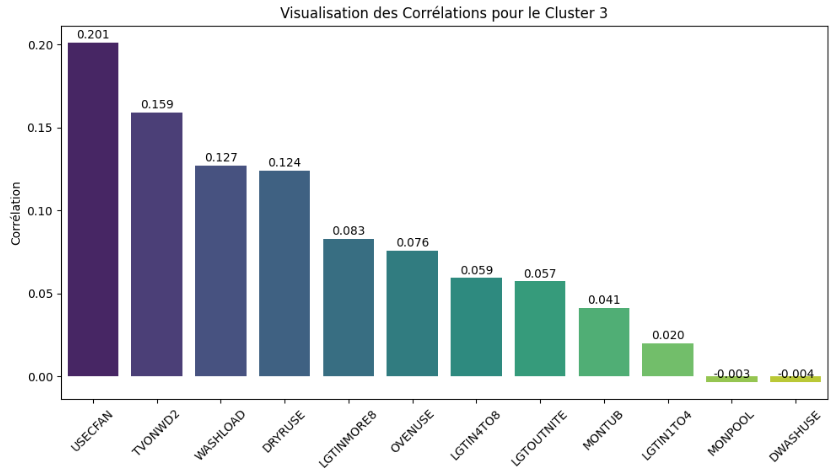 Visualisation des Corrélations pour le Cluster 3
Corrélation
0.20
0.15
0.10
0.05
0.00
0.201
0.159
0.127
0.124
0.083
0.076
0.059
0.057
0.041
0.020
-0.003
-0.004
USECFAN
TVONWD2
WASHLOAD
DRYRUSE
LGTINMORE8
OVENUSE
LGTIN4TO8
LGTOUTNITE
MONTUB
LGTIN1TO4
MONPOOL
DWASHUSE